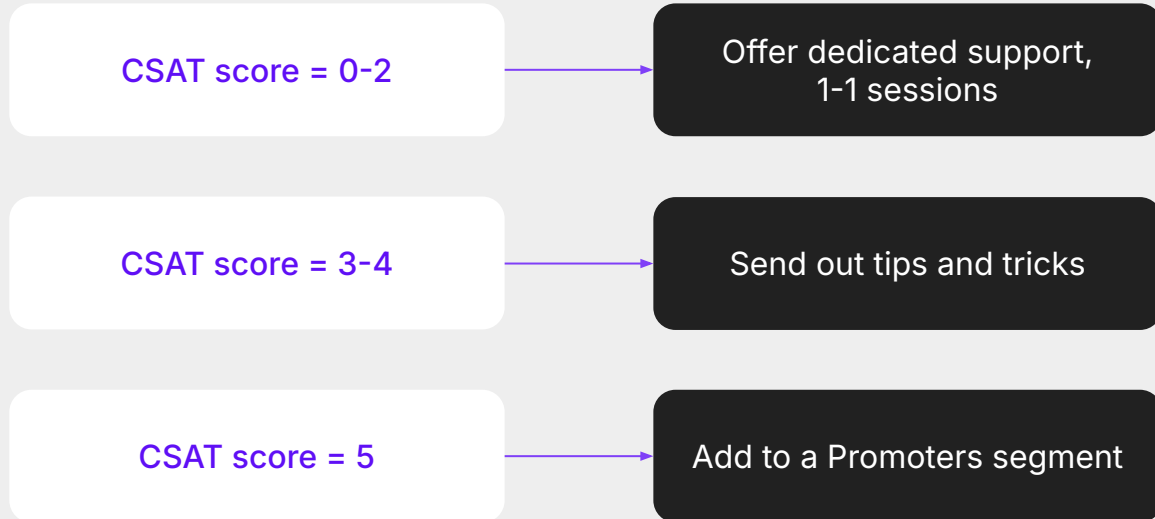 CSAT score = 0-2
Offer dedicated support,
1-1 sessions
CSAT score = 3-4
Send out tips and tricks
CSAT score = 5
Add to a Promoters segment